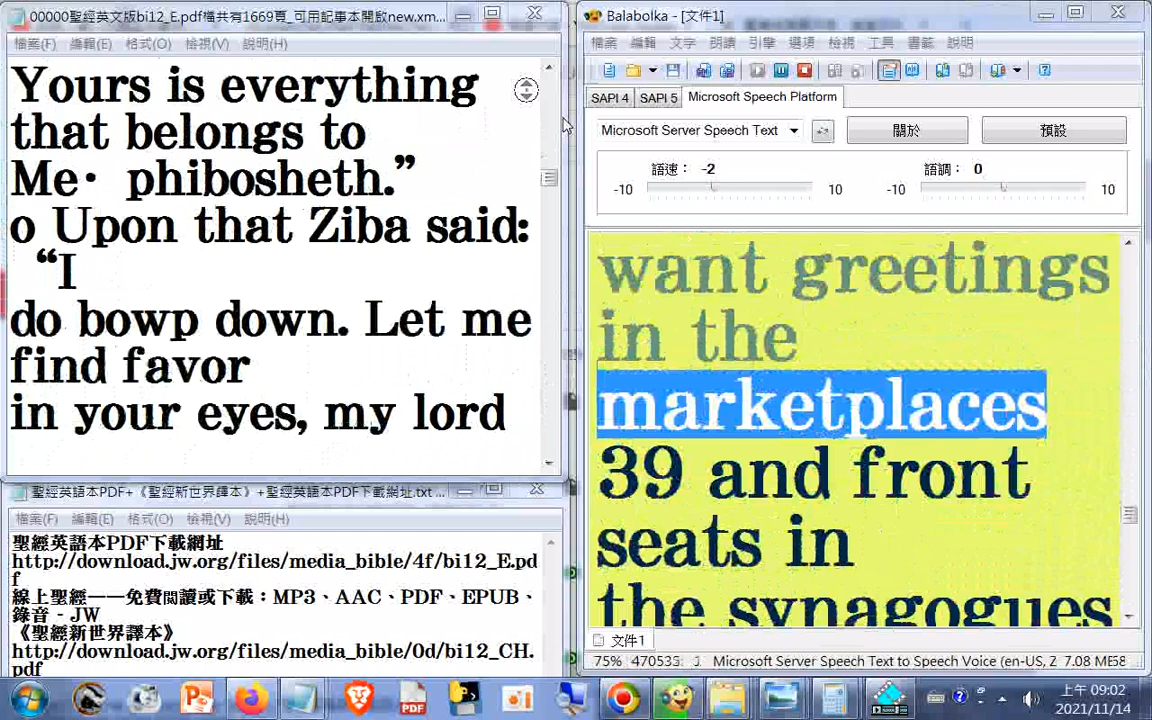 00000聖經英文版bi12_E.pdf檔共有1669頁_可用記事本開啟new.xm...
檔案(F) 編輯(E) 格式(O) 檢視(V) 說明(H)
Yours is everything
that belongs to
Me· phibosheth.”
o Upon that Ziba said:
“I
do bowp down. Let me
find favor
in your eyes, my lord
聖經英語本PDF+《聖經新世界譯本》+聖經英語本PDF下載網址.txt ...
檔案(F) 編輯(E) 格式(O) 檢視(V) 說明(H)
聖經英語本PDF下載網址
http://download.jw.org/files/media_bible/4f/bi12_E.pd
f
線上聖經——免費閱讀或下載：MP3、AAC、PDF、EPUB、
錄音 - JW
《聖經新世界譯本》
http://download.jw.org/files/media_bible/0d/bi12_CH.
pdf
Balabolka - [文件1]
檔案 編輯 文字 朗讀 引擎 選項 檢視 工具 書籤 說明
SAPI 4 SAPI 5 Microsoft Speech Platform
Microsoft Server Speech Text 關於 預設
語速： -2 語調： 0
-10 10 -10 10
want greetings
in the
marketplaces
39 and front
seats in
the synagogues
文件1
75% 470533: 1 Microsoft Server Speech Text to Speech Voice (en-US, Z 7.08 ME58
PDF
上午 09:02
2021/11/14